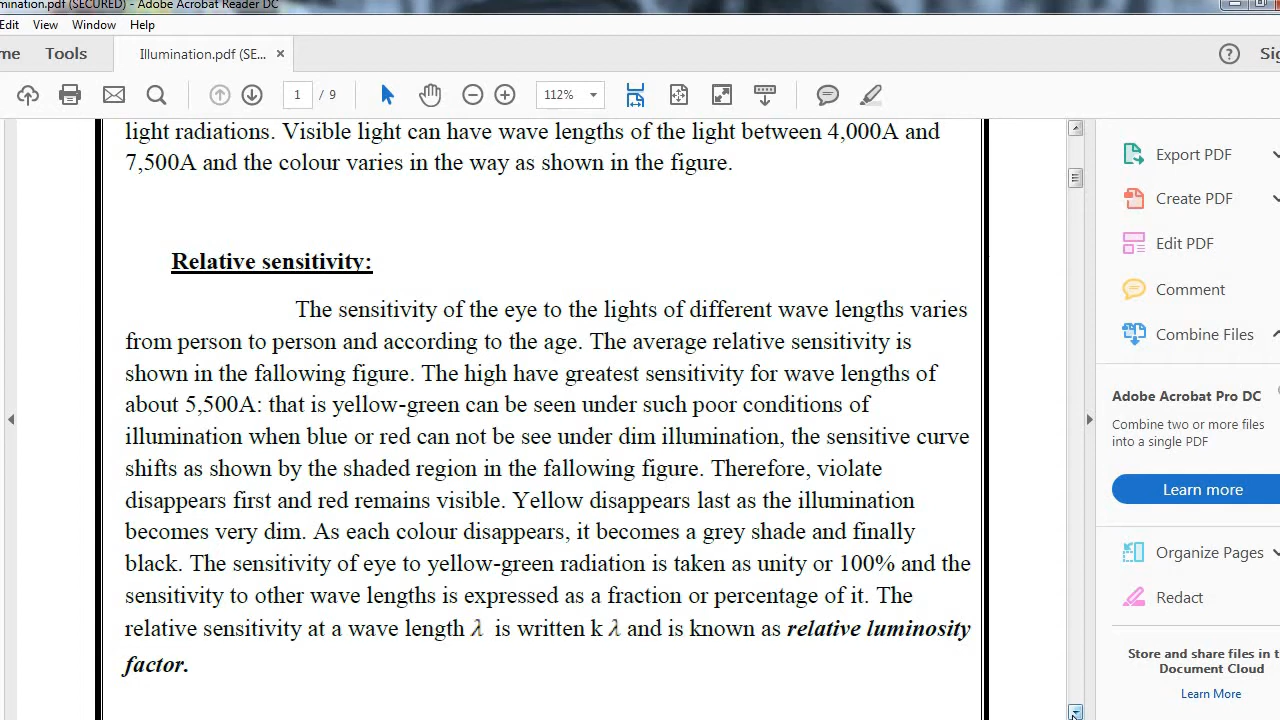 mination.pdf (SECURED) - Adobe Acrobat Reader DC
Edit View Window Help
me Tools Illumination.pdf (SE... ×
1 / 9 112%
light radiations. Visible light can have wave lengths of the light between 4,000A and
7,500A and the colour varies in the way as shown in the figure.
Relative sensitivity:
The sensitivity of the eye to the lights of different wave lengths varies
from person to person and according to the age. The average relative sensitivity is
shown in the fallowing figure. The high have greatest sensitivity for wave lengths of
about 5,500A: that is yellow-green can be seen under such poor conditions of
illumination when blue or red can not be see under dim illumination, the sensitive curve
shifts as shown by the shaded region in the fallowing figure. Therefore, violate
disappears first and red remains visible. Yellow disappears last as the illumination
becomes very dim. As each colour disappears, it becomes a grey shade and finally
black. The sensitivity of eye to yellow-green radiation is taken as unity or 100% and the
sensitivity to other wave lengths is expressed as a fraction or percentage of it. The
relative sensitivity at a wave length λ is written k λ and is known as relative luminosity
factor.
? Sig
Export PDF
Create PDF
Edit PDF
Comment
Combine Files
Adobe Acrobat Pro DC
Combine two or more files
into a single PDF
Learn more
Organize Pages
Redact
Store and share files in t
Document Cloud
Learn More